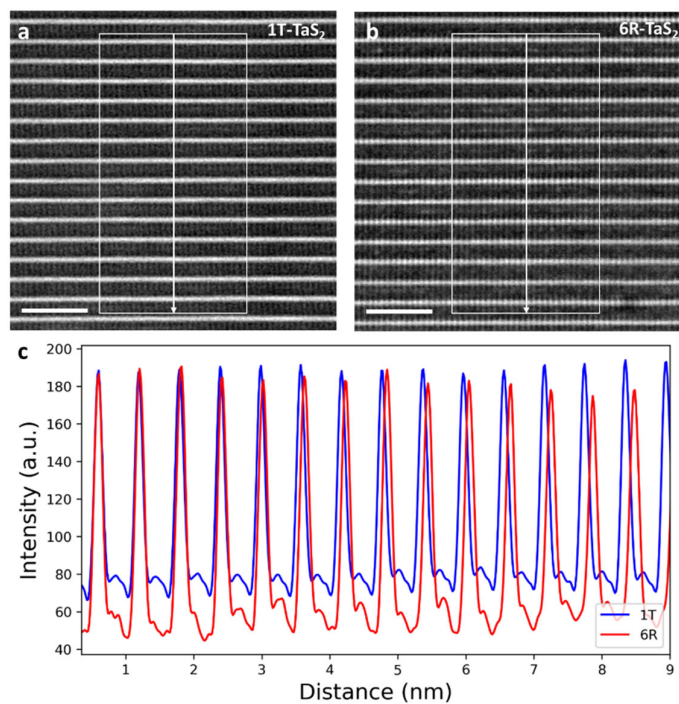 a 1T-TaS₂
b 6R-TaS₂
c
200
180
160
140
120
100
80
60
40
Intensity (a.u.)
1T
6R
1 2 3 4 5 6 7 8 9
Distance (nm)